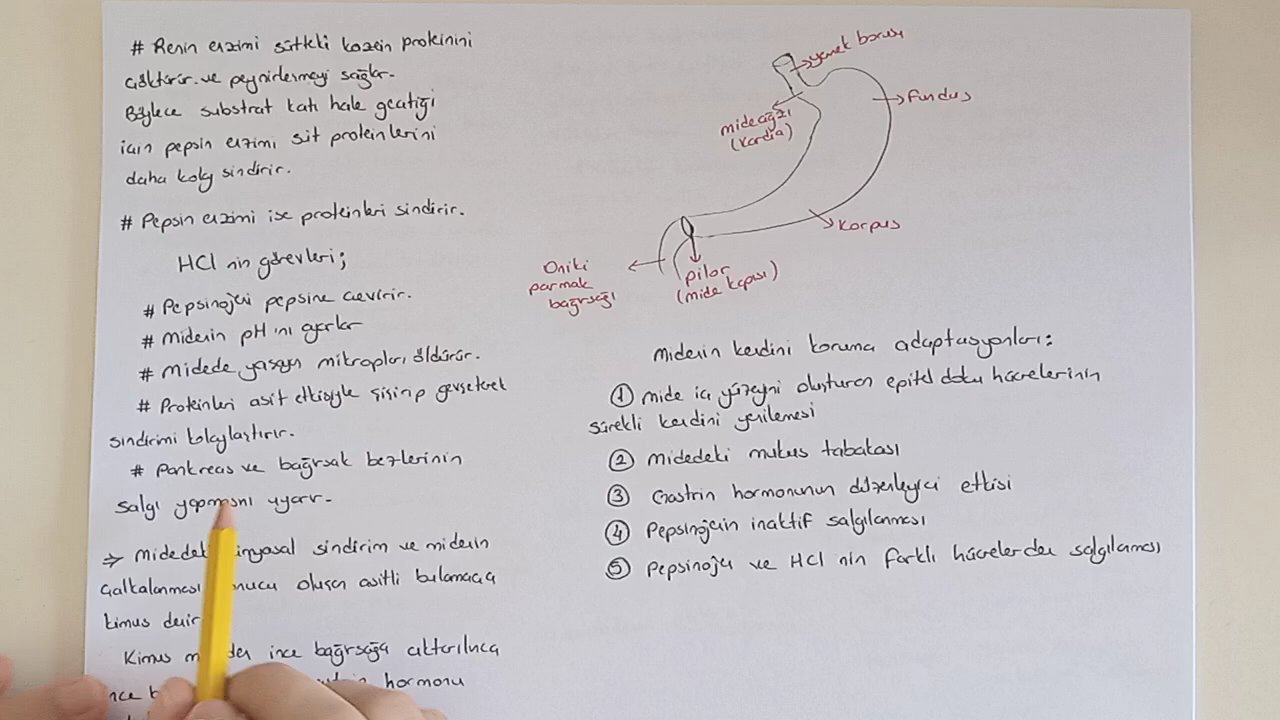 # Renin enzimi sütteki kazein proteinini
çöktürür ve peynirleşmeyi sağlar.
Böylece substrat katı hale geçtiği
için pepsin enzimi süt proteinlerini
daha kolay sindirir.
# Pepsin enzimi ise proteinleri sindirir.
HCl nin görevleri;
# Pepsinojeni pepsine çevirir.
# Midenin pH'ını ayarlar
# midede yaşayan mikropları öldürür.
# Proteinleri asit etkisiyle şişirip gevşeterek
sindirimi kolaylaştırır.
# Pankreas ve bağırsak bezlerinin
salgı yapmasını uyarır.
⇒ Midedeki sindirim ve midenin
çalkalanması oluşan asitli bulamaca
kimus denir
Kimus ince bağırsağa aktarılınca
hormonu
yemek borusu
Fundus
mide ağzı
(Kardia)
Korpus
pilor
(mide kapısı)
Oniki
parmak
bağırsağı
Midenin kendini koruma adaptasyonları:
① mide iç yüzeyini oluşturan epitel doku hücrelerinin
sürekli kendini yenilemesi
② midedeki mukus tabakası
③ Gastrin hormonunun düzenleyici etkisi
④ Pepsinojenin inaktif salgılanması
⑤ Pepsinojen ve HCl nin farklı hücrelerden salgılanması